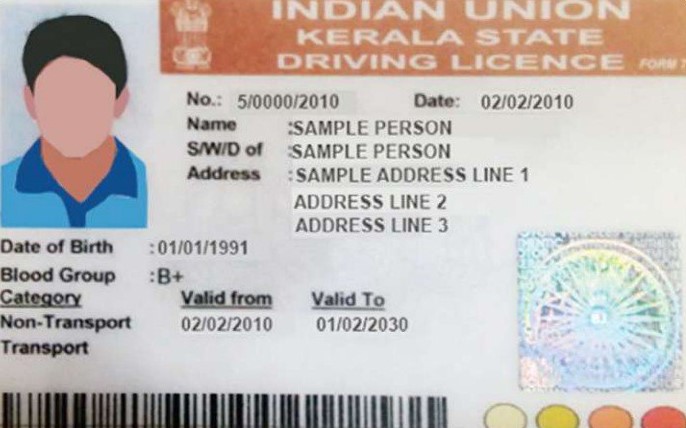 INDIAN UNION
KERALA STATE
DRIVING LICENCE FORM 7
No.: 5/0000/2010 Date: 02/02/2010
Name :SAMPLE PERSON
S/W/D of :SAMPLE PERSON
Address :SAMPLE ADDRESS LINE 1
ADDRESS LINE 2
ADDRESS LINE 3
Date of Birth :01/01/1991
Blood Group :B+
Category Valid from Valid To
Non-Transport 02/02/2010 01/02/2030
Transport